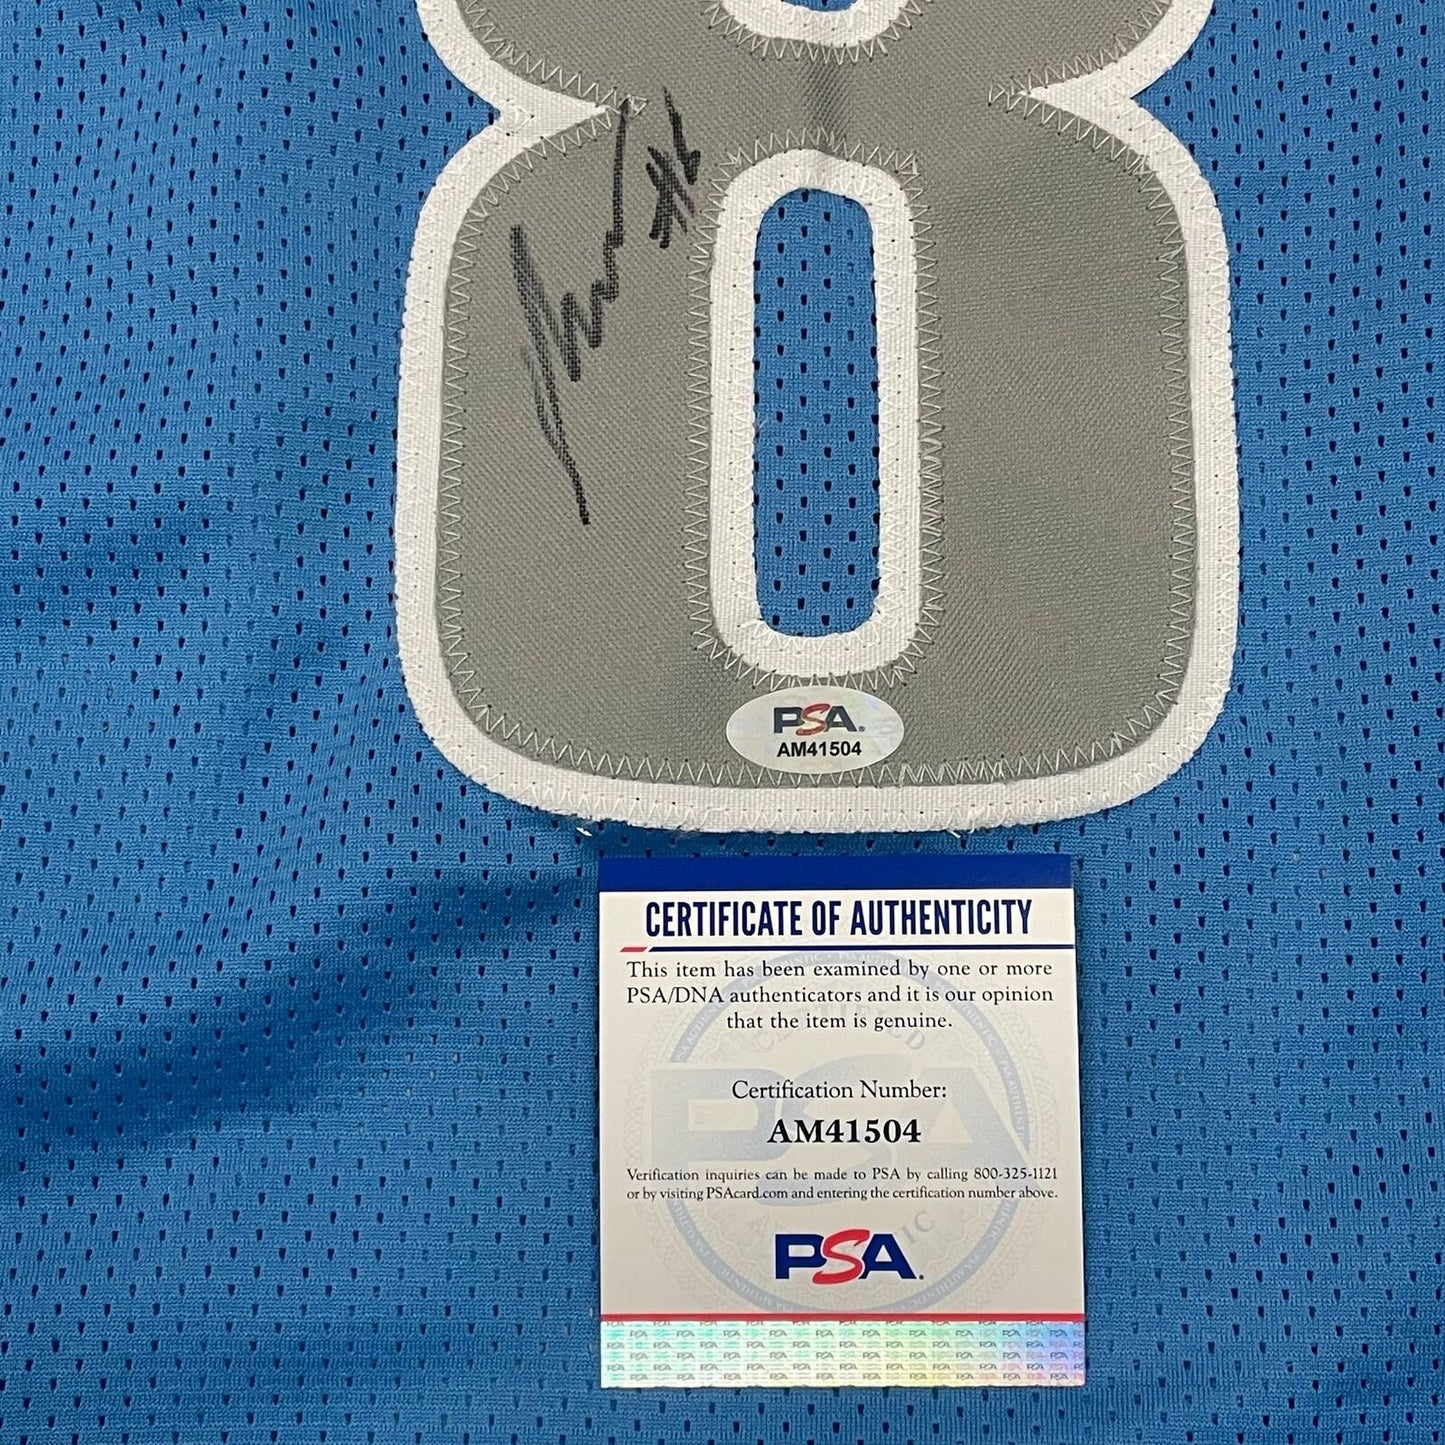 8
#6
PSA.
AM41504
CERTIFICATE OF AUTHENTICITY
This item has been examined by one or more
PSA/DNA authenticators and it is our opinion
that the item is genuine.
Certification Number:
AM41504
Verification inquiries can be made to PSA by calling 800-325-1121
or by visiting PSAcard.com and entering the certification number above.
PSA.